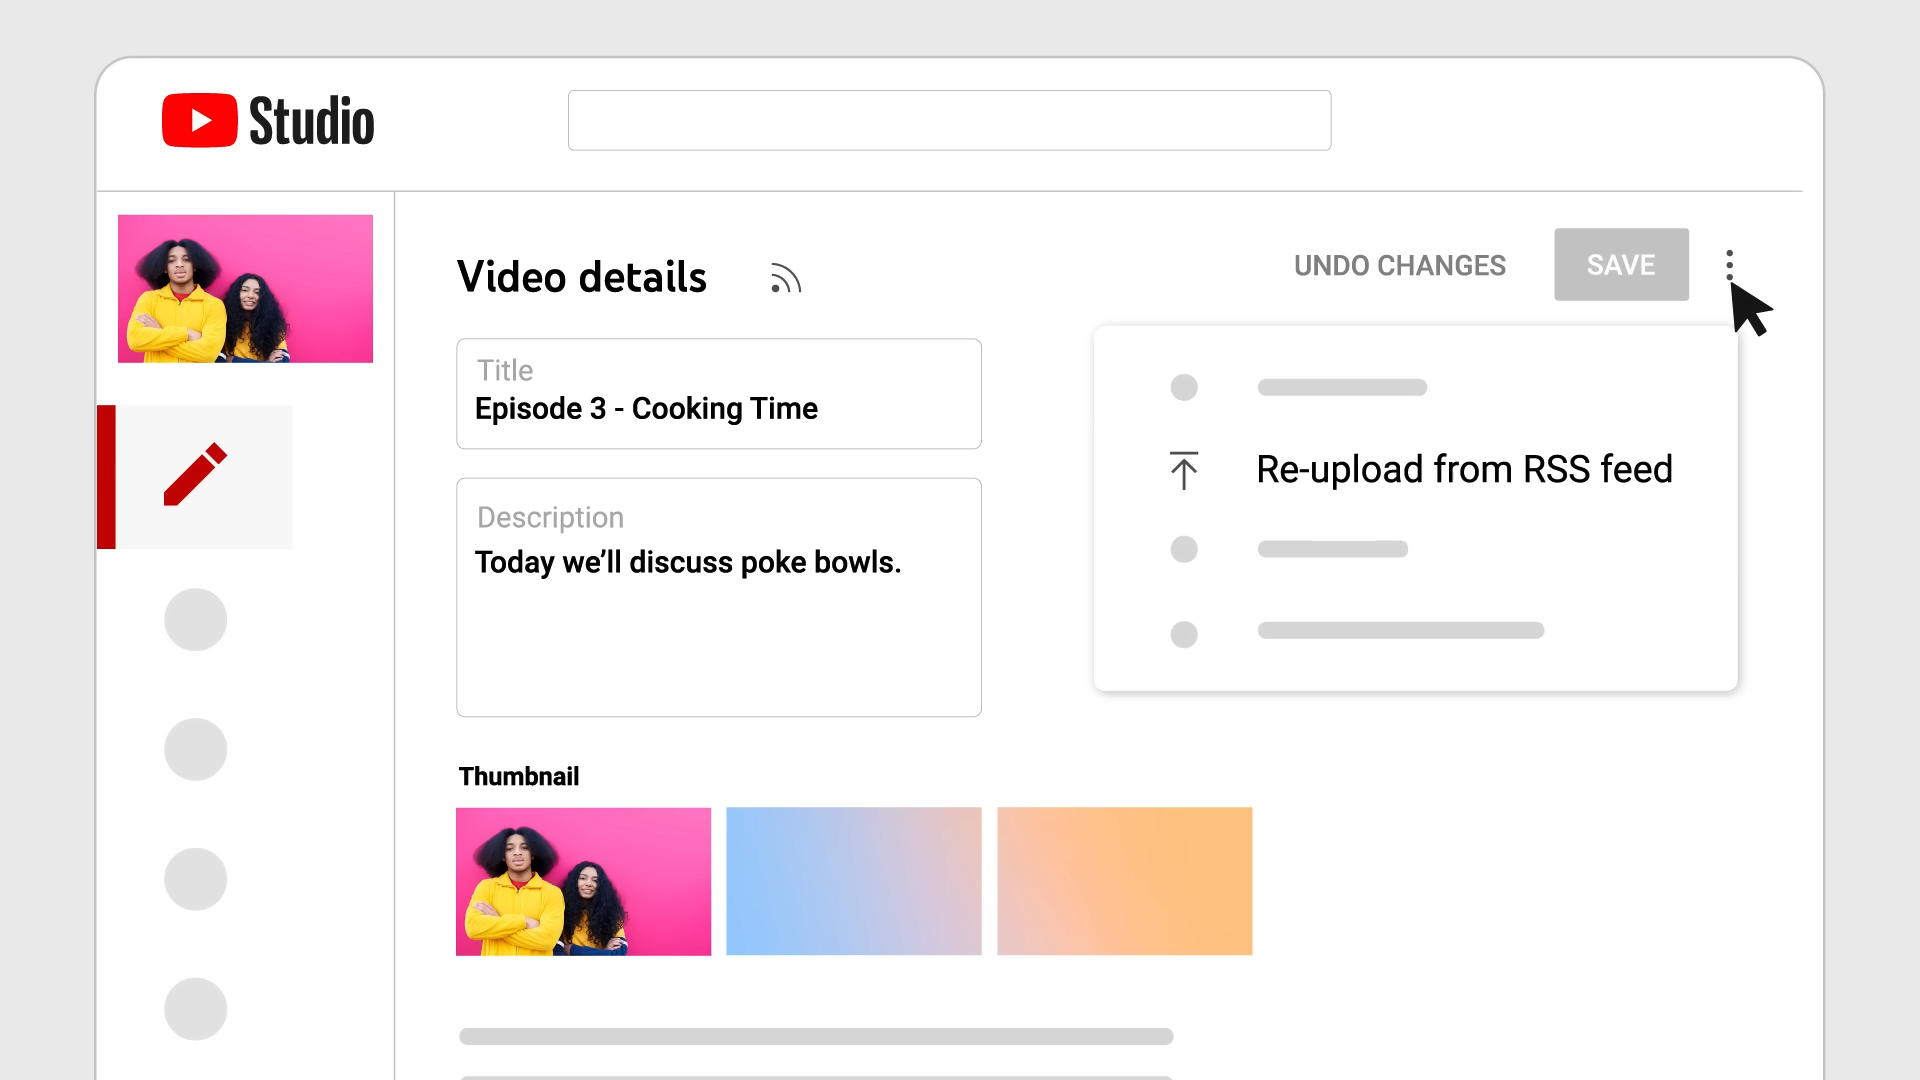 Studio
Video details
UNDO CHANGES
SAVE
Title
Episode 3 - Cooking Time
Description
Today we’ll discuss poke bowls.
Re-upload from RSS feed
Thumbnail